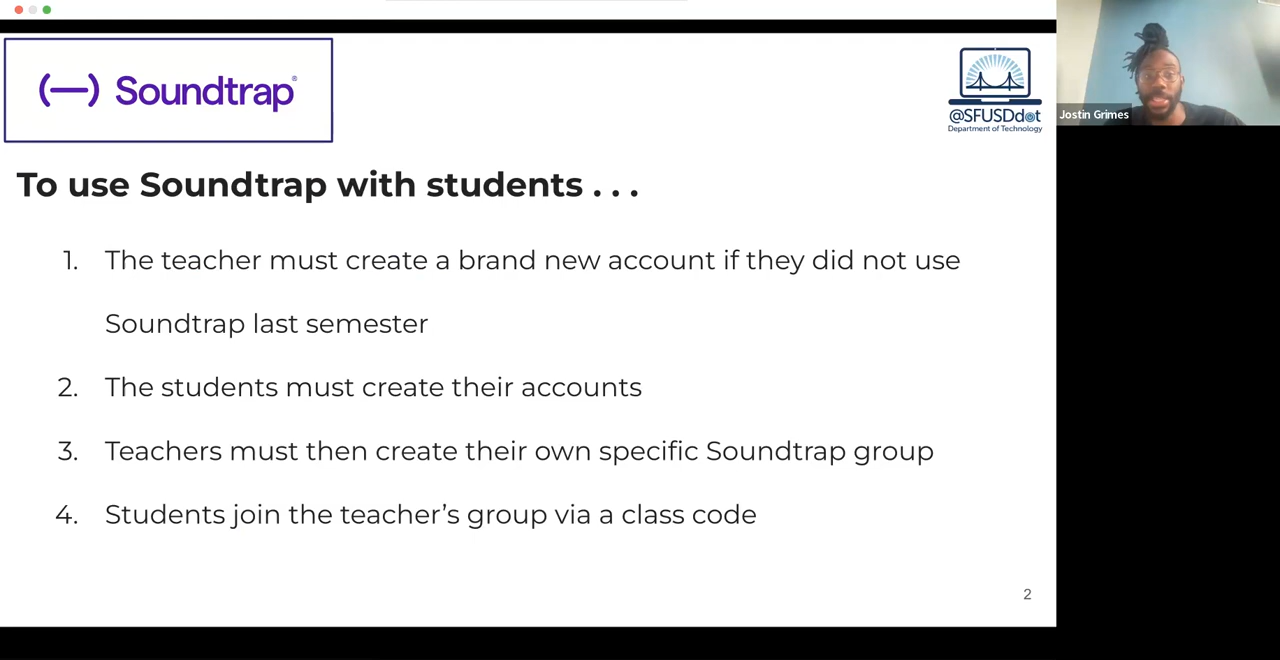 (—) Soundtrap®
@SFUSDdot
Department of Technology
Jostin Grimes
To use Soundtrap with students . . .
1. The teacher must create a brand new account if they did not use
Soundtrap last semester
2. The students must create their accounts
3. Teachers must then create their own specific Soundtrap group
4. Students join the teacher’s group via a class code
2